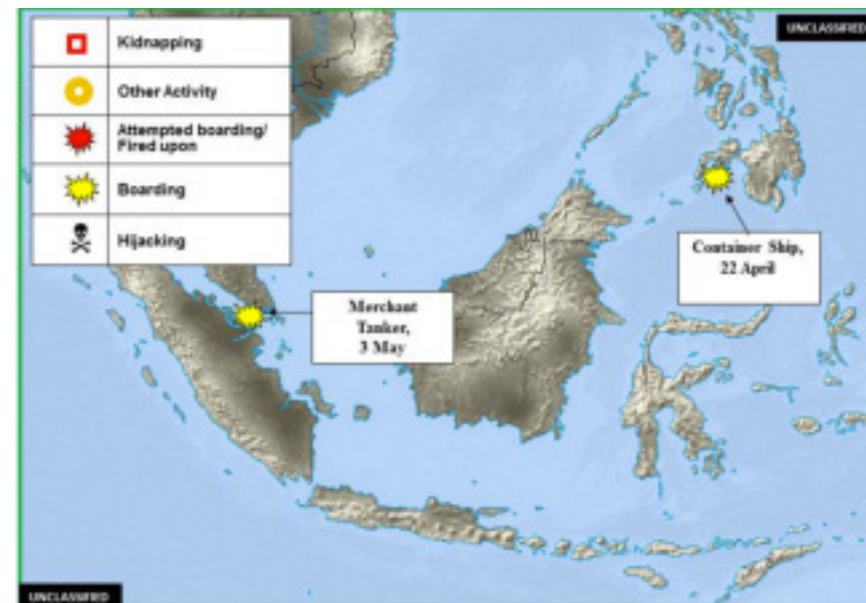 UNCLASSIFIED
Kidnapping
Other Activity
Attempted boarding/
Fired upon
Boarding
Hijacking
Container Ship,
22 April
Merchant
Tanker,
3 May
UNCLASSIFIED